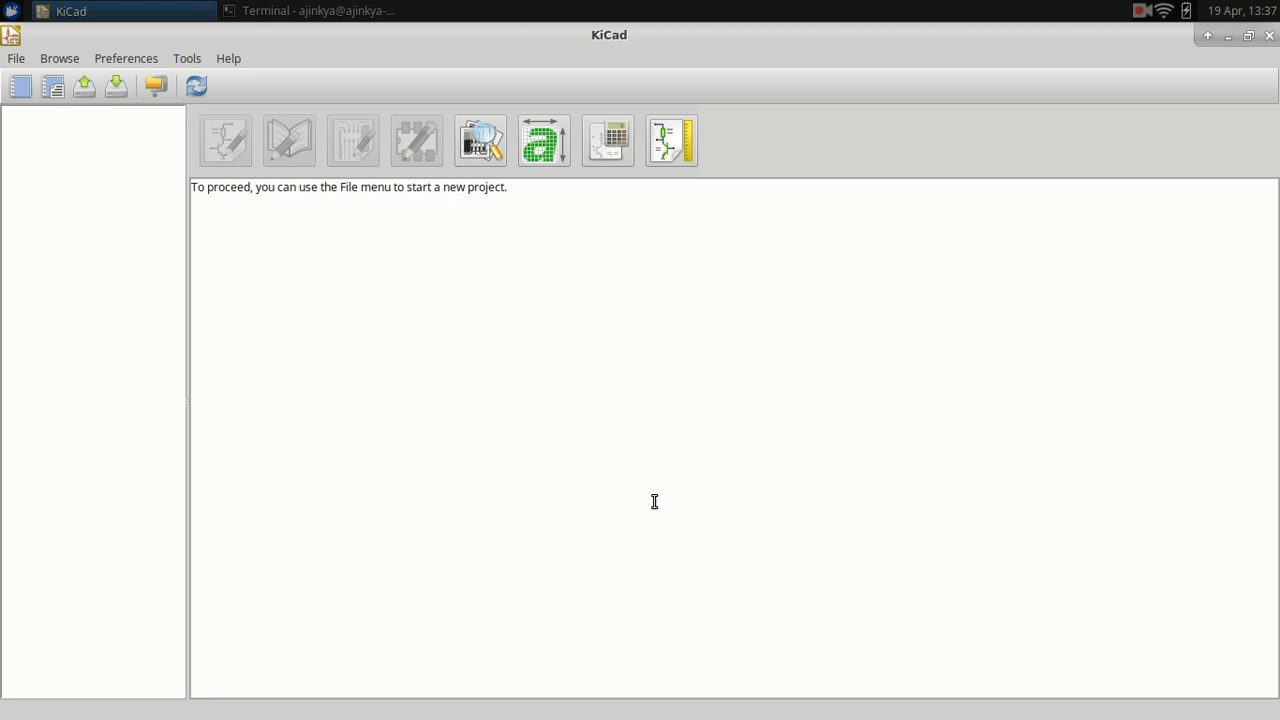 KiCad
Terminal - ajinkya@ajinkya-...
19 Apr, 13:37
KiCad
File Browse Preferences Tools Help
a
To proceed, you can use the File menu to start a new project.